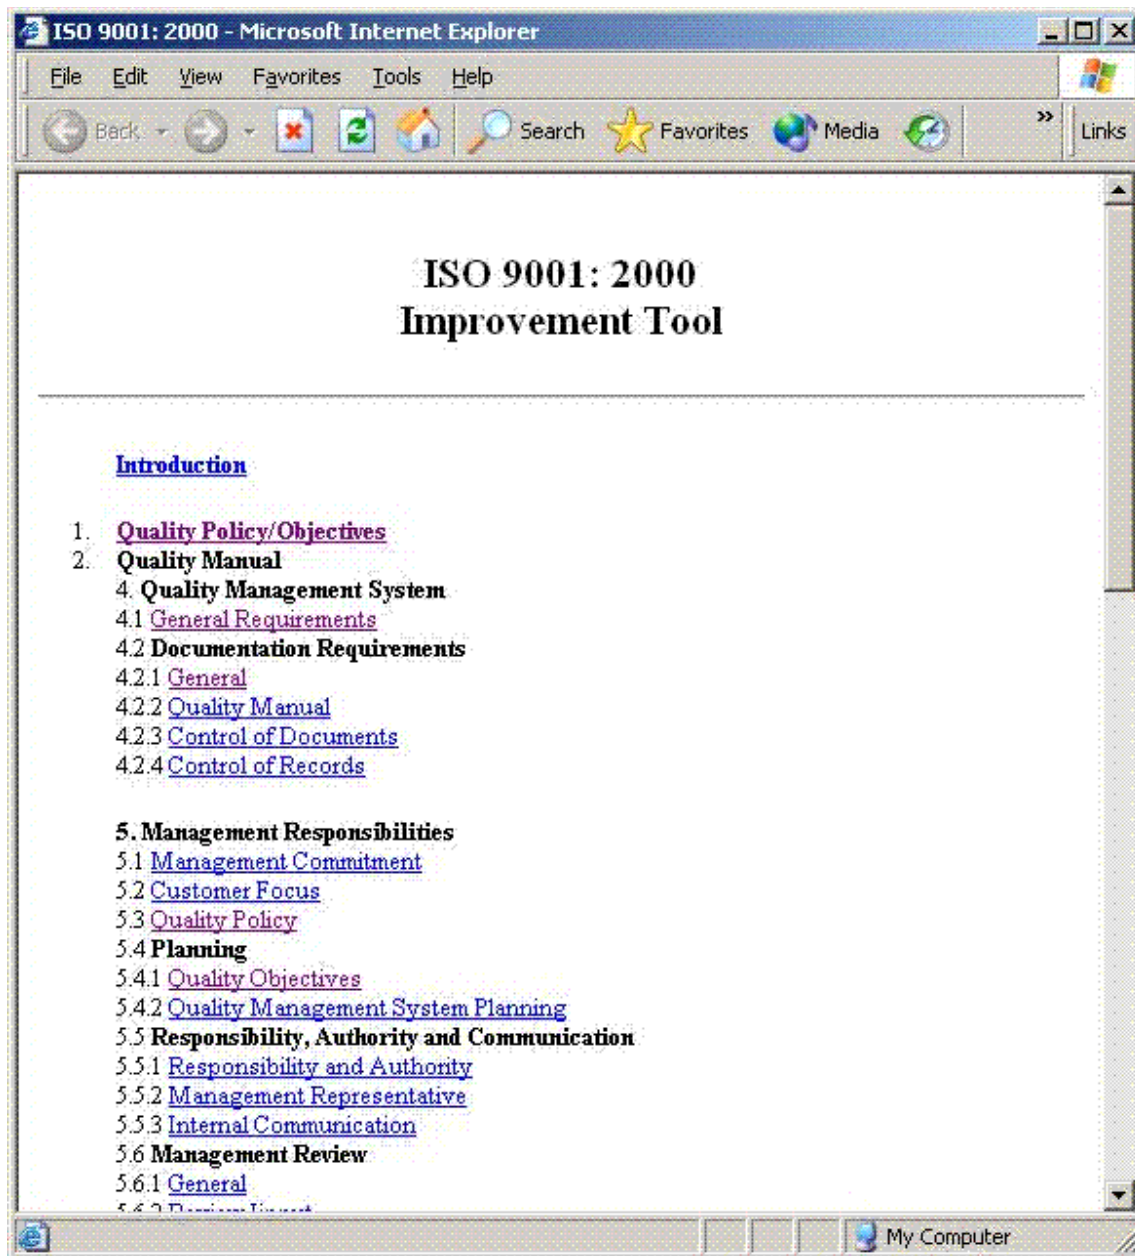 ISO 9001: 2000 - Microsoft Internet Explorer
File Edit View Favorites Tools Help
Back Search Favorites Media » Links
ISO 9001: 2000
Improvement Tool
Introduction
1. Quality Policy/Objectives
2. Quality Manual
4. Quality Management System
4.1 General Requirements
4.2 Documentation Requirements
4.2.1 General
4.2.2 Quality Manual
4.2.3 Control of Documents
4.2.4 Control of Records
5. Management Responsibilities
5.1 Management Commitment
5.2 Customer Focus
5.3 Quality Policy
5.4 Planning
5.4.1 Quality Objectives
5.4.2 Quality Management System Planning
5.5 Responsibility, Authority and Communication
5.5.1 Responsibility and Authority
5.5.2 Management Representative
5.5.3 Internal Communication
5.6 Management Review
5.6.1 General
5.6.2
My Computer